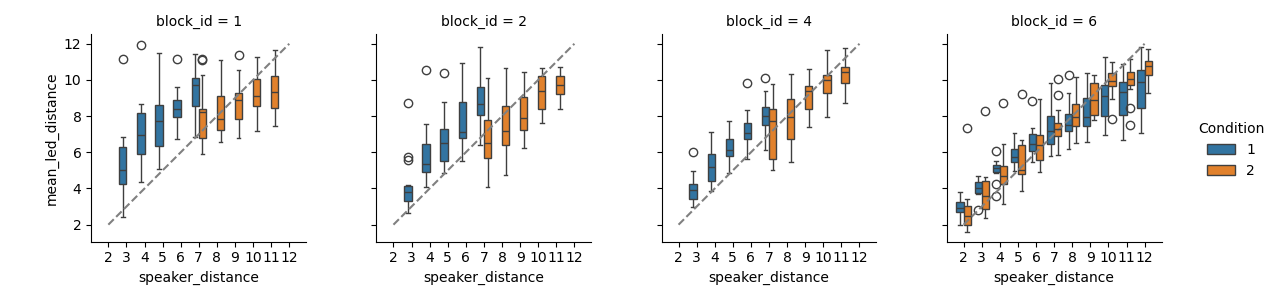 block_id = 1
block_id = 2
block_id = 4
block_id = 6
mean_led_distance
12
10
8
6
4
2
2 3 4 5 6 7 8 9 10 11 12
speaker_distance
2 3 4 5 6 7 8 9 10 11 12
speaker_distance
2 3 4 5 6 7 8 9 10 11 12
speaker_distance
2 3 4 5 6 7 8 9 10 11 12
speaker_distance
Condition
1
2